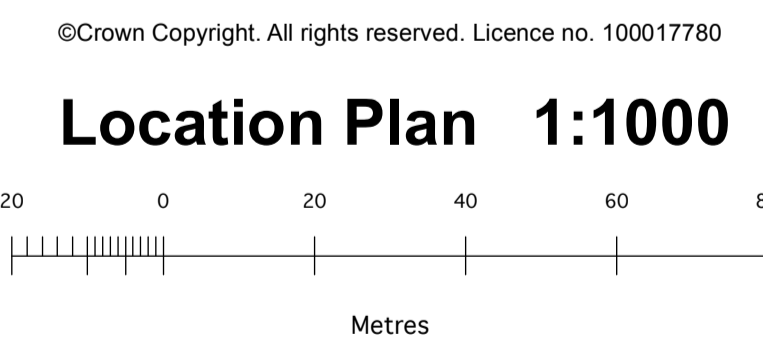 ©Crown Copyright. All rights reserved. Licence no. 100017780
Location Plan 1:1000
20 0 20 40 60
Metres